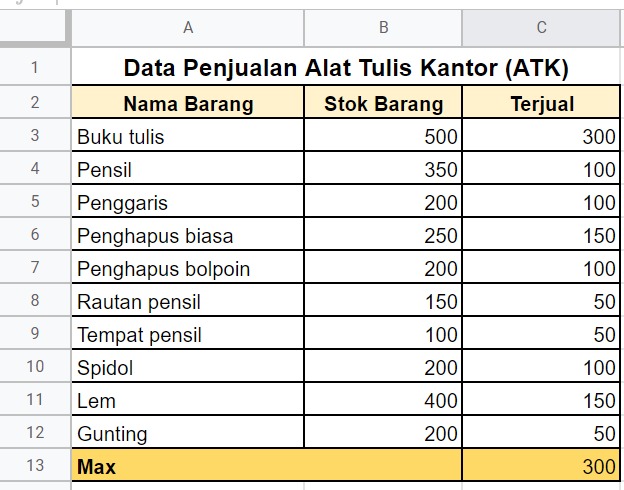 A B C
1 Data Penjualan Alat Tulis Kantor (ATK)
2 Nama Barang Stok Barang Terjual
3 Buku tulis 500 300
4 Pensil 350 100
5 Penggaris 200 100
6 Penghapus biasa 250 150
7 Penghapus bolpoin 200 100
8 Rautan pensil 150 50
9 Tempat pensil 100 50
10 Spidol 200 100
11 Lem 400 150
12 Gunting 200 50
13 Max 300